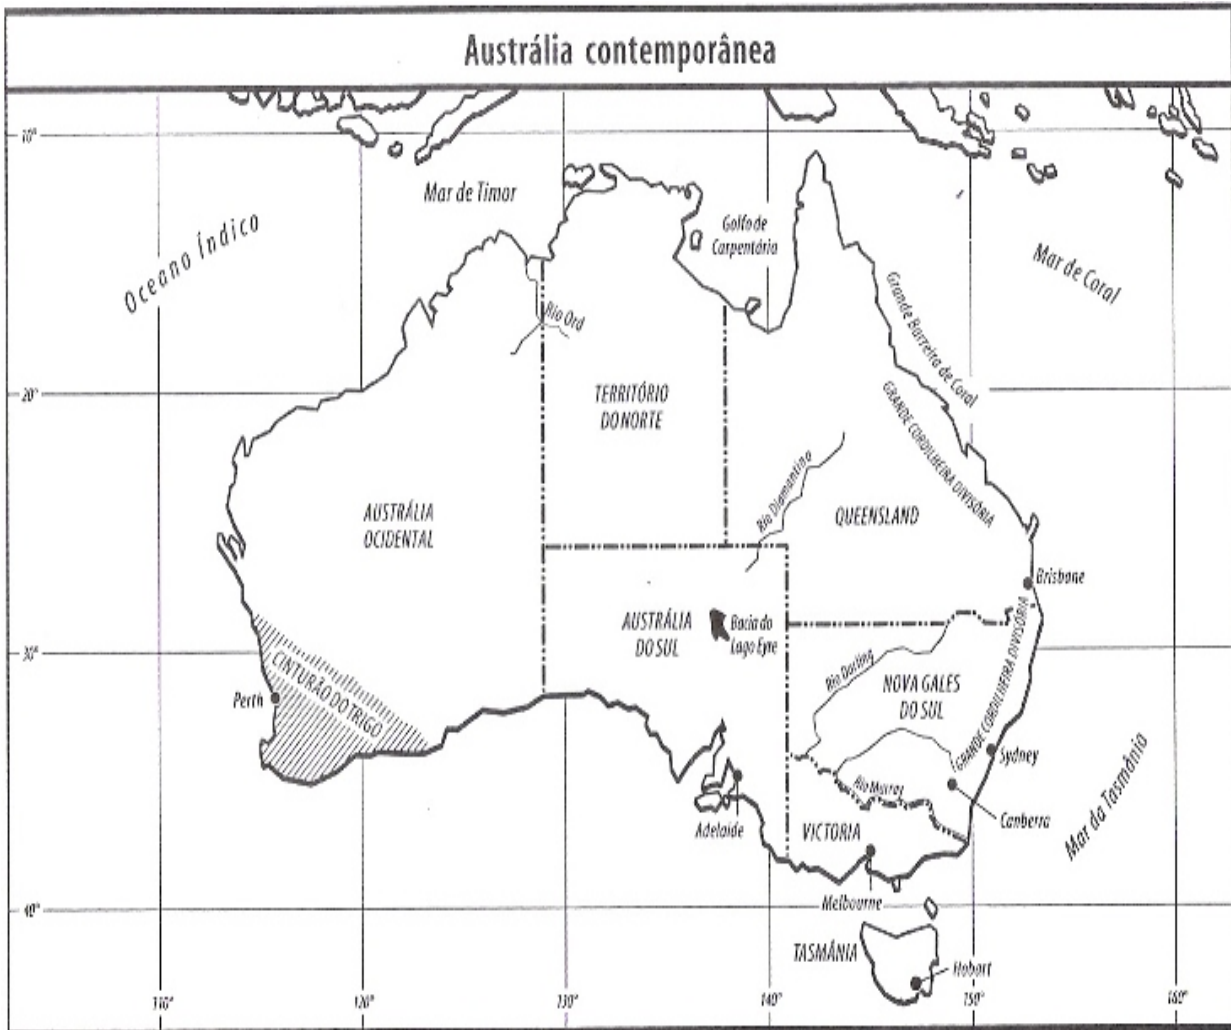 Austrália contemporânea
10°
Mar de Timor
Oceano Índico
Golfo de
Carpentária
Mar de Coral
Rio Ord
Grande Barreira de Coral
20°
TERRITÓRIO
DO NORTE
GRANDE CORDILHEIRA DIVISÓRIA
Rio Diamantino
AUSTRÁLIA
OCIDENTAL
QUEENSLAND
Brisbane
AUSTRÁLIA
DO SUL
Bacia do
Lago Eyre
30°
CINTURÃO DO TRIGO
Perth
Rio Darling
NOVA GALES
DO SUL
GRANDE CORDILHEIRA DIVISÓRIA
Sydney
Rio Murray
Canberra
Mar da Tasmânia
Adelaide
VICTORIA
Melbourne
40°
TASMÂNIA
Hobart
110°
120°
130°
140°
150°
160°